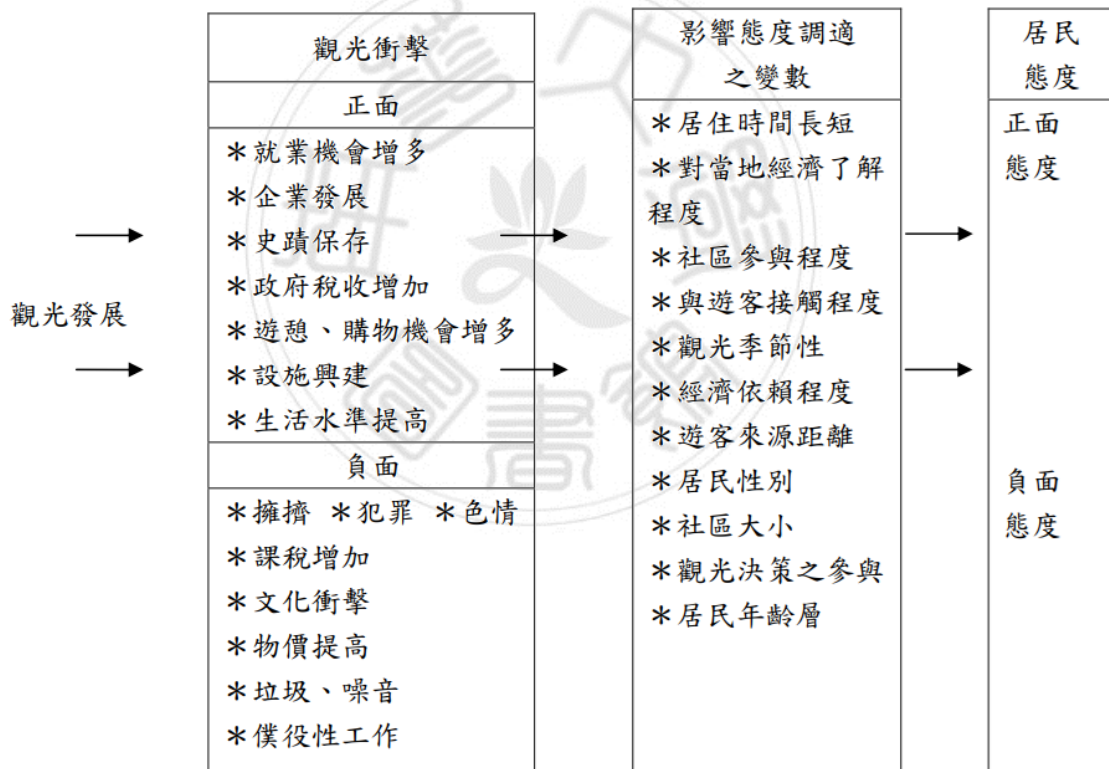 觀光發展
觀光衝擊
正面
＊就業機會增多
＊企業發展
＊史蹟保存
＊政府稅收增加
＊遊憩、購物機會增多
＊設施興建
＊生活水準提高
負面
＊擁擠 ＊犯罪 ＊色情
＊課稅增加
＊文化衝擊
＊物價提高
＊垃圾、噪音
＊僕役性工作
影響態度調適
之變數
＊居住時間長短
＊對當地經濟了解
程度
＊社區參與程度
＊與遊客接觸程度
＊觀光季節性
＊經濟依賴程度
＊遊客來源距離
＊居民性別
＊社區大小
＊觀光決策之參與
＊居民年齡層
居民
態度
正面
態度
負面
態度